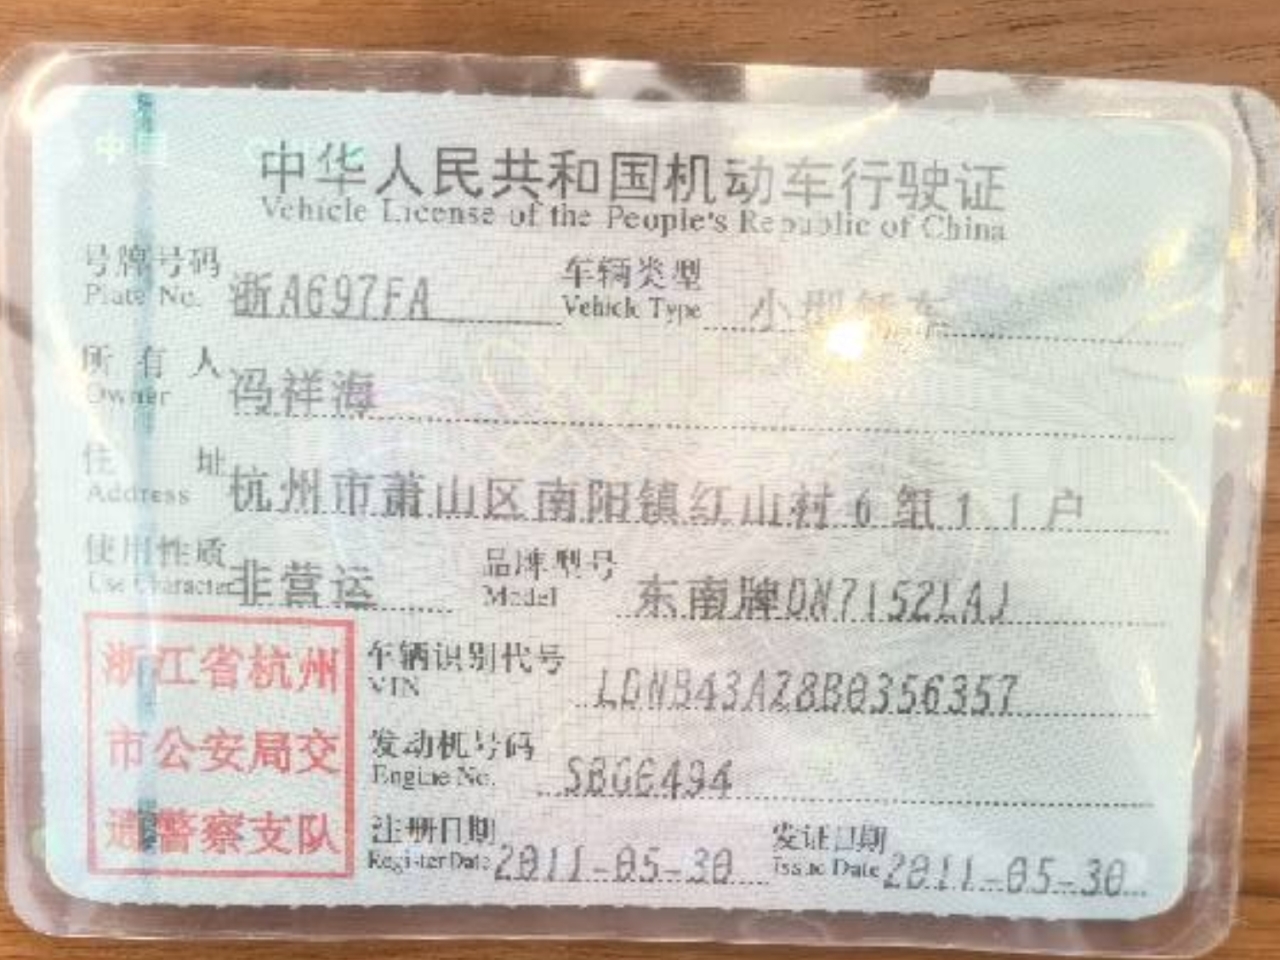 中国
中华人民共和国机动车行驶证
Vehicle License of the People's Republic of China
号牌号码 浙A697FA 车辆类型 小型轿车
Plate No. Vehicle Type
所有人 冯祥海
Owner
住址 杭州市萧山区南阳镇红山村6组11户
Address
使用性质 非营运 品牌型号 东南牌DN7152LAJ
Use Character Model
浙江省杭州
市公安局交
通警察支队
车辆识别代号 LDNB43AZ8B0356357
VIN
发动机号码 SBG6494
Engine No.
注册日期 2011-05-30 发证日期 2011-05-30
Register Date Issue Date